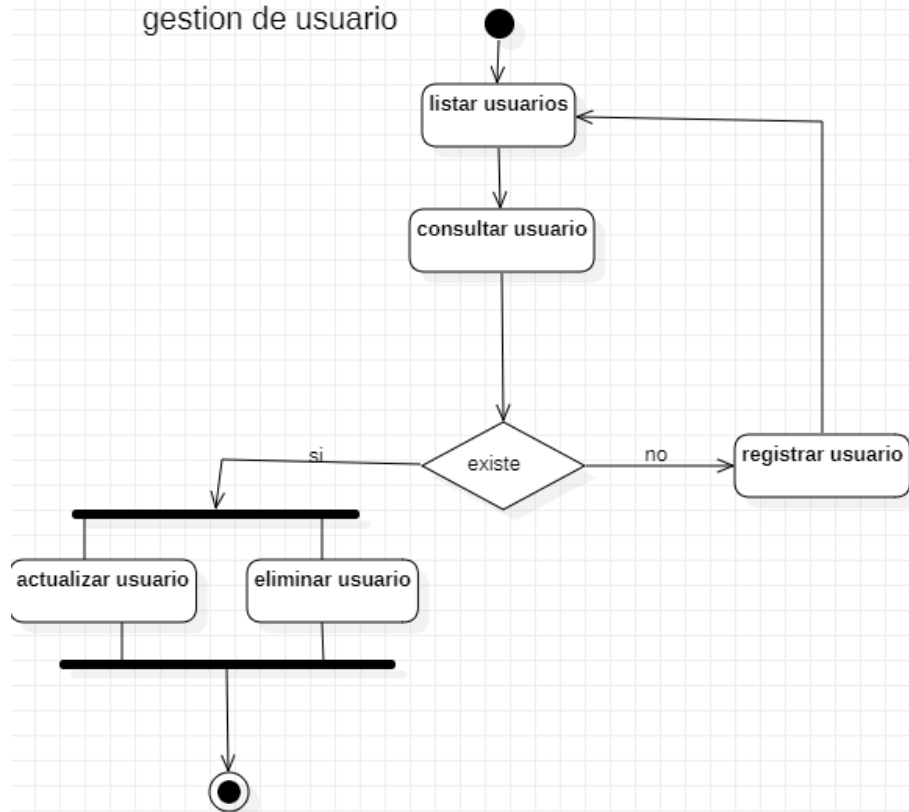 gestion de usuario
listar usuarios
consultar usuario
existe
si
no
registrar usuario
actualizar usuario
eliminar usuario